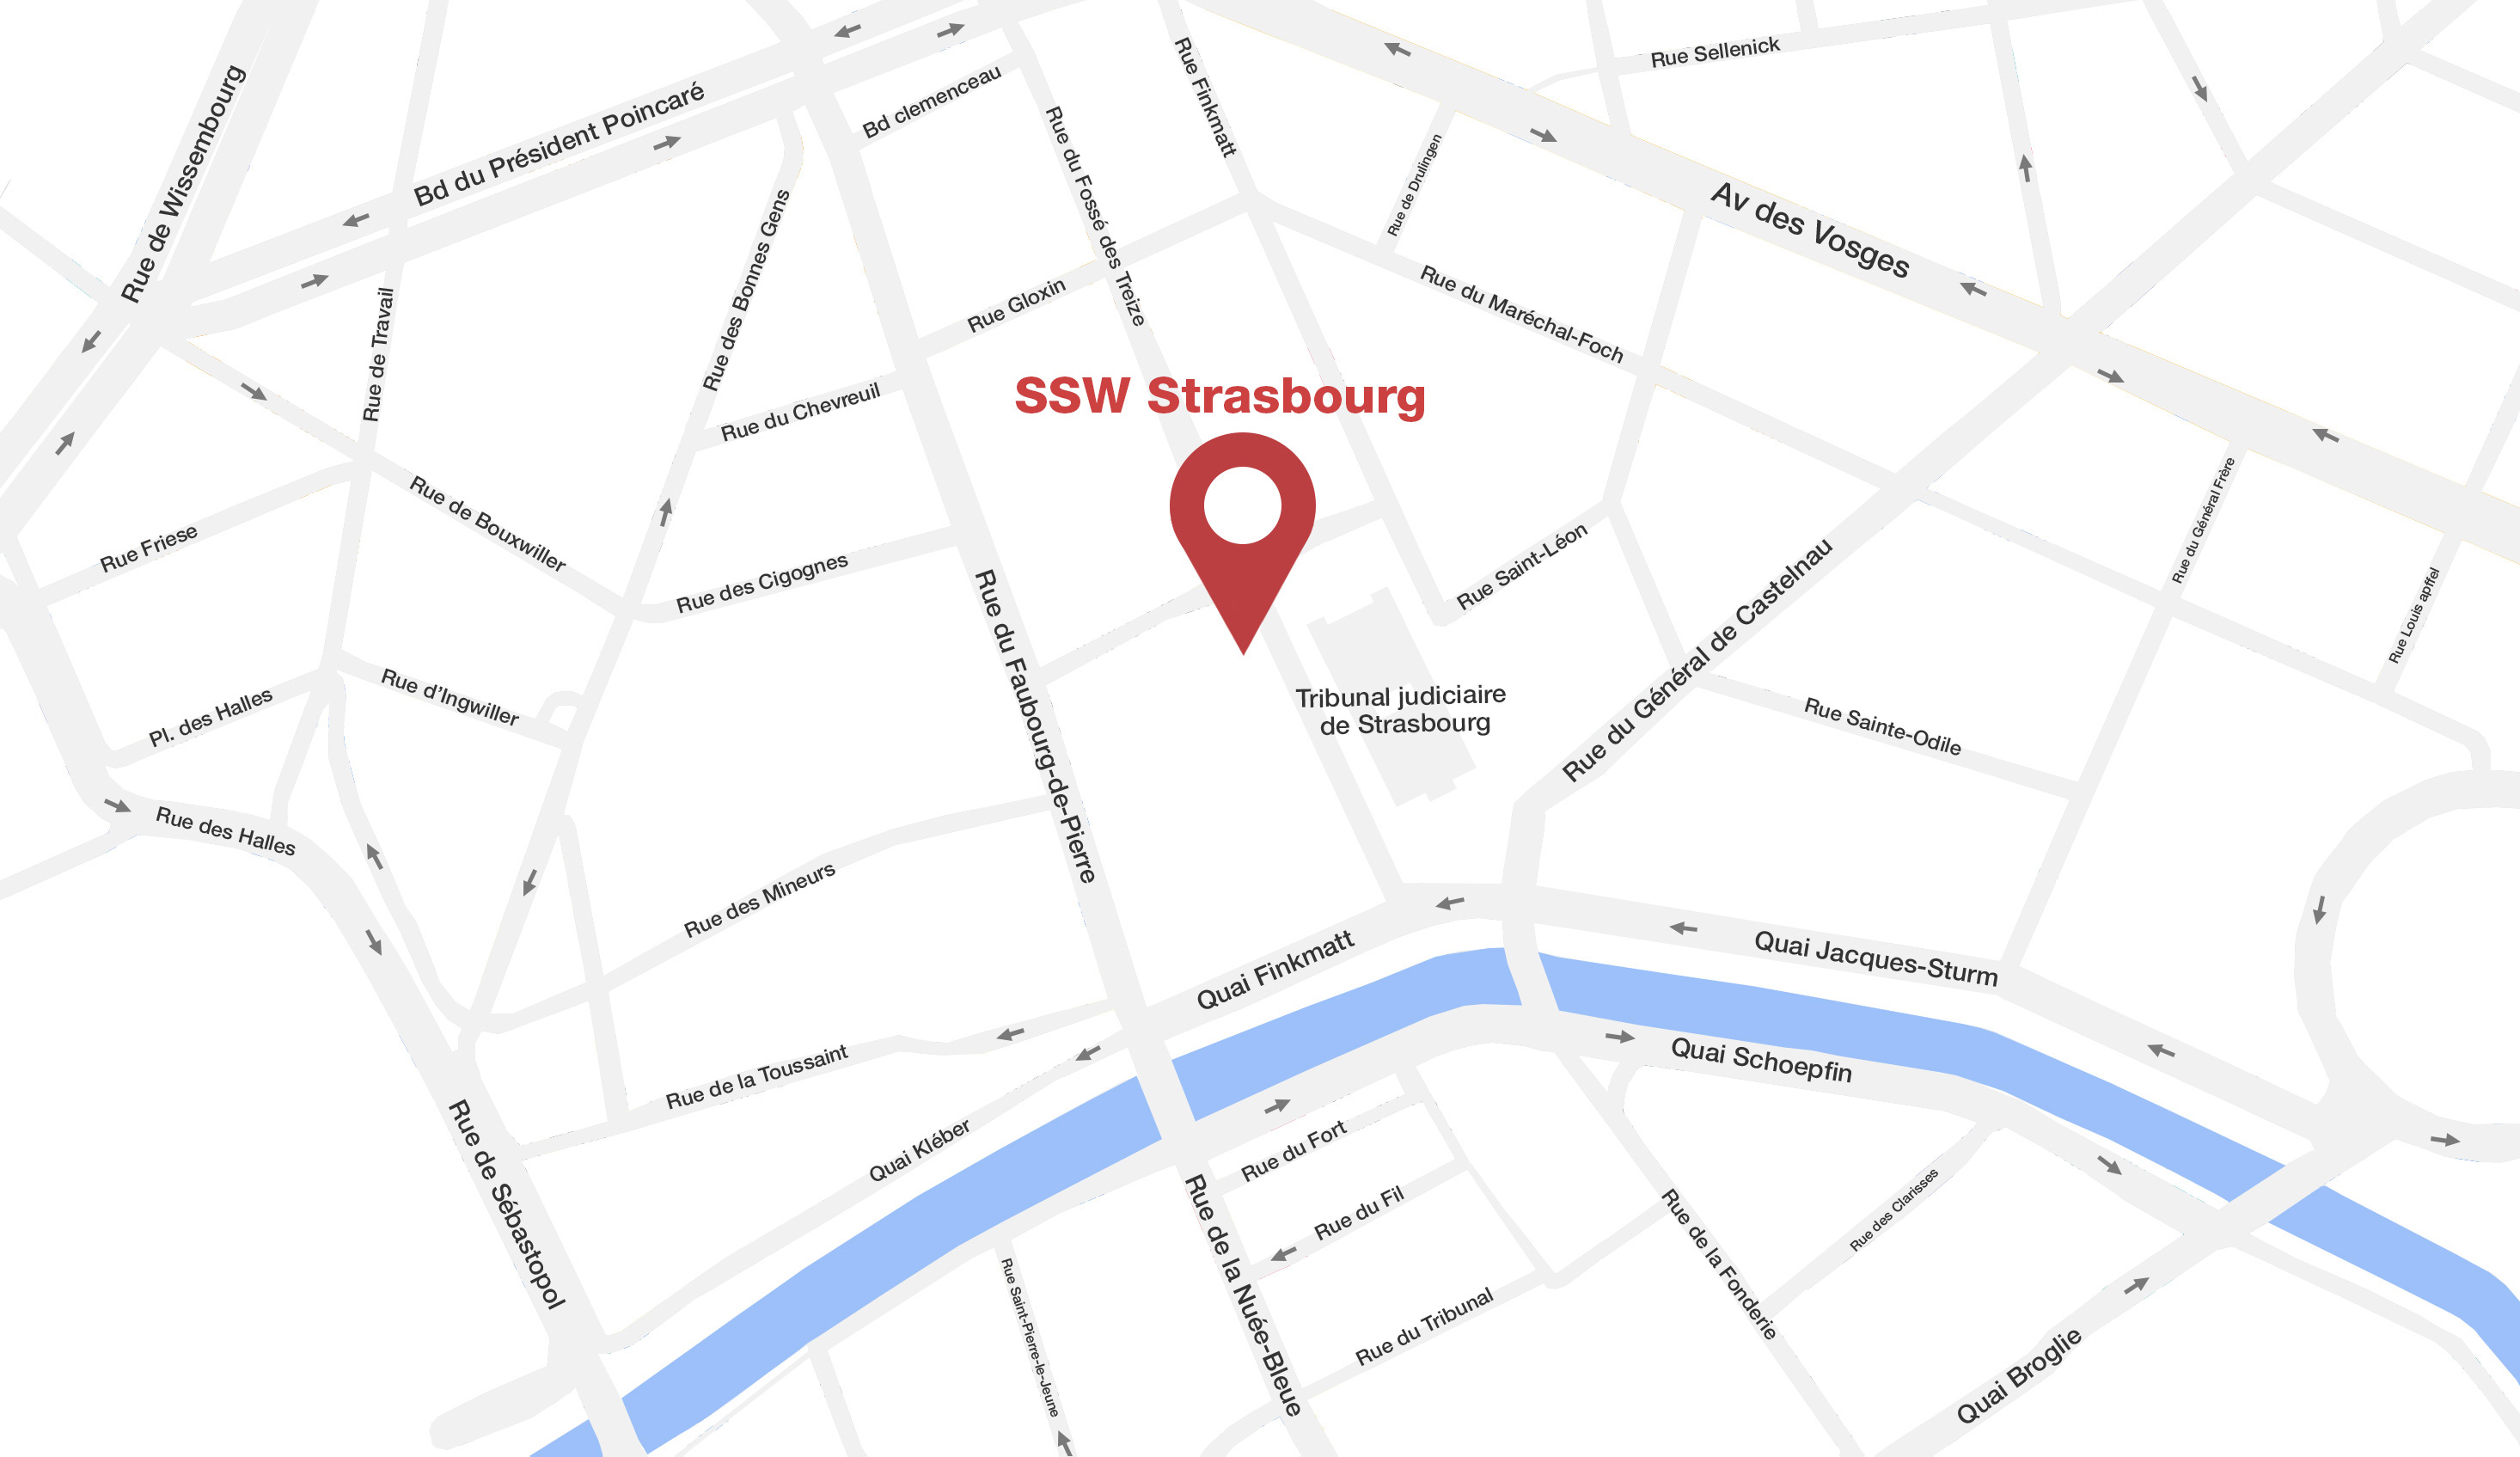 Rue Sellenick
Rue Finkmatt
Rue de Wissembourg
Bd du Président Poincaré
Bd clemenceau
Rue du Fossé des Treize
Rue de Drulingen
Av des Vosges
Rue de Travail
Rue des Bonnes Gens
Rue Gloxin
Rue du Maréchal-Foch
SSW Strasbourg
Rue du Chevreuil
Rue Friese
Rue de Bouxwiller
Rue des Cigognes
Rue Saint-Léon
Rue du Général Frère
Rue Louis apffel
Rue du Général de Castelnau
Rue du Faubourg-de-Pierre
Pl. des Halles
Rue d’Ingwiller
Tribunal judiciaire
de Strasbourg
Rue Sainte-Odile
Rue des Halles
Rue des Mineurs
Quai Finkmatt
Quai Jacques-Sturm
Rue de la Toussaint
Quai Schoepfin
Rue de Sébastopol
Quai Kléber
Rue du Fort
Rue du Fil
Rue des Clarisses
Rue de la Nuée-Bleue
Rue Saint-Pierre-le-Jeune
Rue de la Fonderie
Rue du Tribunal
Quai Broglie